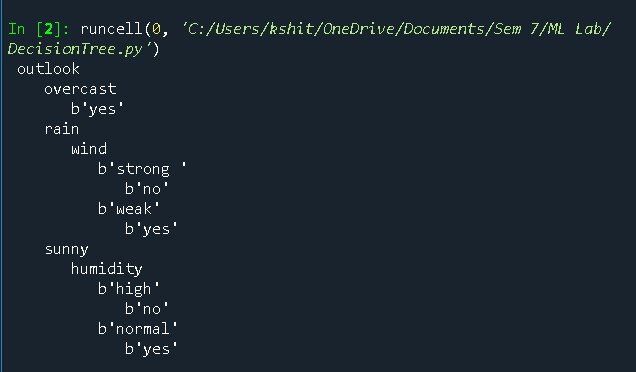 In [2]: runcell(0, 'C:/Users/kshit/OneDrive/Documents/Sem 7/ML Lab/
DecisionTree.py')
outlook
overcast
b'yes'
rain
wind
b'strong '
b'no'
b'weak'
b'yes'
sunny
humidity
b'high'
b'no'
b'normal'
b'yes'